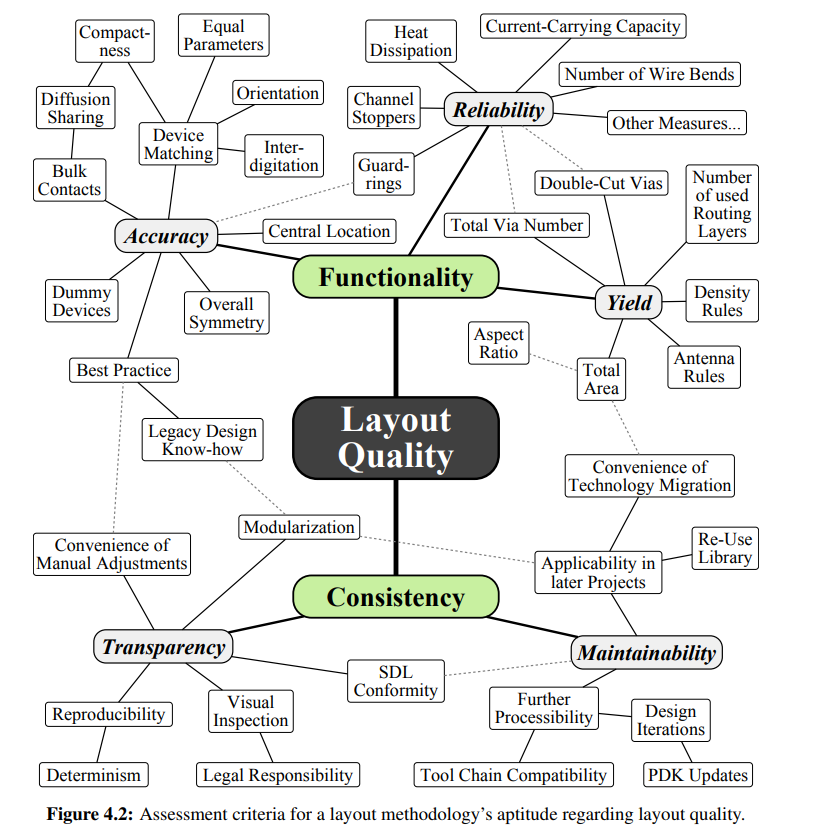 Compact-
ness
Equal
Parameters
Heat
Dissipation
Current-Carrying Capacity
Number of Wire Bends
Diffusion
Sharing
Orientation
Channel
Stoppers
Reliability
Other Measures...
Device
Matching
Inter-
digitation
Guard-
rings
Bulk
Contacts
Double-Cut Vias
Number
of used
Routing
Layers
Accuracy
Central Location
Total Via Number
Functionality
Dummy
Devices
Overall
Symmetry
Yield
Density
Rules
Aspect
Ratio
Best Practice
Total
Area
Antenna
Rules
Layout
Quality
Legacy Design
Know-how
Convenience of
Technology Migration
Modularization
Convenience of
Manual Adjustments
Applicability in
later Projects
Re-Use
Library
Consistency
Transparency
Maintainability
SDL
Conformity
Reproducibility
Visual
Inspection
Further
Processibility
Design
Iterations
Determinism
Legal Responsibility
Tool Chain Compatibility
PDK Updates
Figure 4.2: Assessment criteria for a layout methodology's aptitude regarding layout quality.